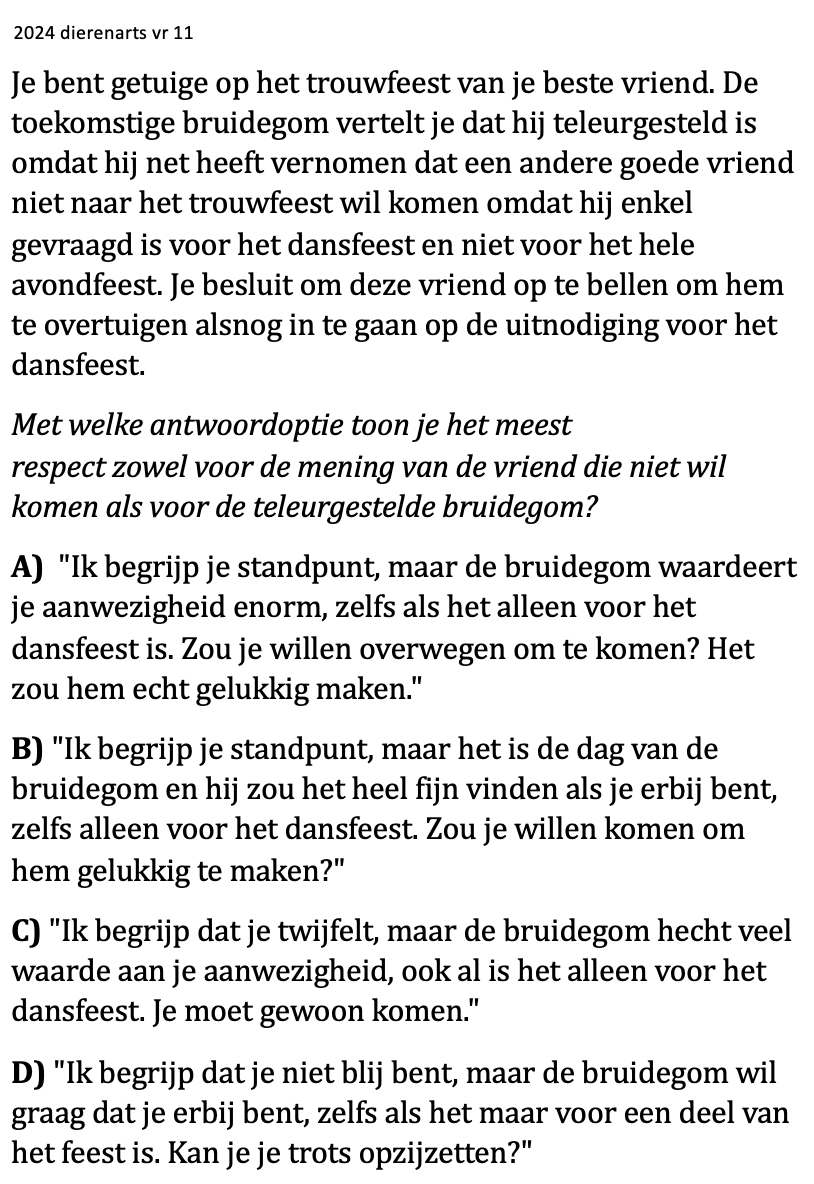 2024 dierenarts vr 11
Je bent getuige op het trouwfeest van je beste vriend. De
toekomstige bruidegom vertelt je dat hij teleurgesteld is
omdat hij net heeft vernomen dat een andere goede vriend
niet naar het trouwfeest wil komen omdat hij enkel
gevraagd is voor het dansfeest en niet voor het hele
avondfeest. Je besluit om deze vriend op te bellen om hem
te overtuigen alsnog in te gaan op de uitnodiging voor het
dansfeest.
Met welke antwoordoptie toon je het meest
respect zowel voor de mening van de vriend die niet wil
komen als voor de teleurgestelde bruidegom?
A) "Ik begrijp je standpunt, maar de bruidegom waardeert
je aanwezigheid enorm, zelfs als het alleen voor het
dansfeest is. Zou je willen overwegen om te komen? Het
zou hem echt gelukkig maken."
B) "Ik begrijp je standpunt, maar het is de dag van de
bruidegom en hij zou het heel fijn vinden als je erbij bent,
zelfs alleen voor het dansfeest. Zou je willen komen om
hem gelukkig te maken?"
C) "Ik begrijp dat je twijfelt, maar de bruidegom hecht veel
waarde aan je aanwezigheid, ook al is het alleen voor het
dansfeest. Je moet gewoon komen."
D) "Ik begrijp dat je niet blij bent, maar de bruidegom wil
graag dat je erbij bent, zelfs als het maar voor een deel van
het feest is. Kan je je trots opzijzetten?"